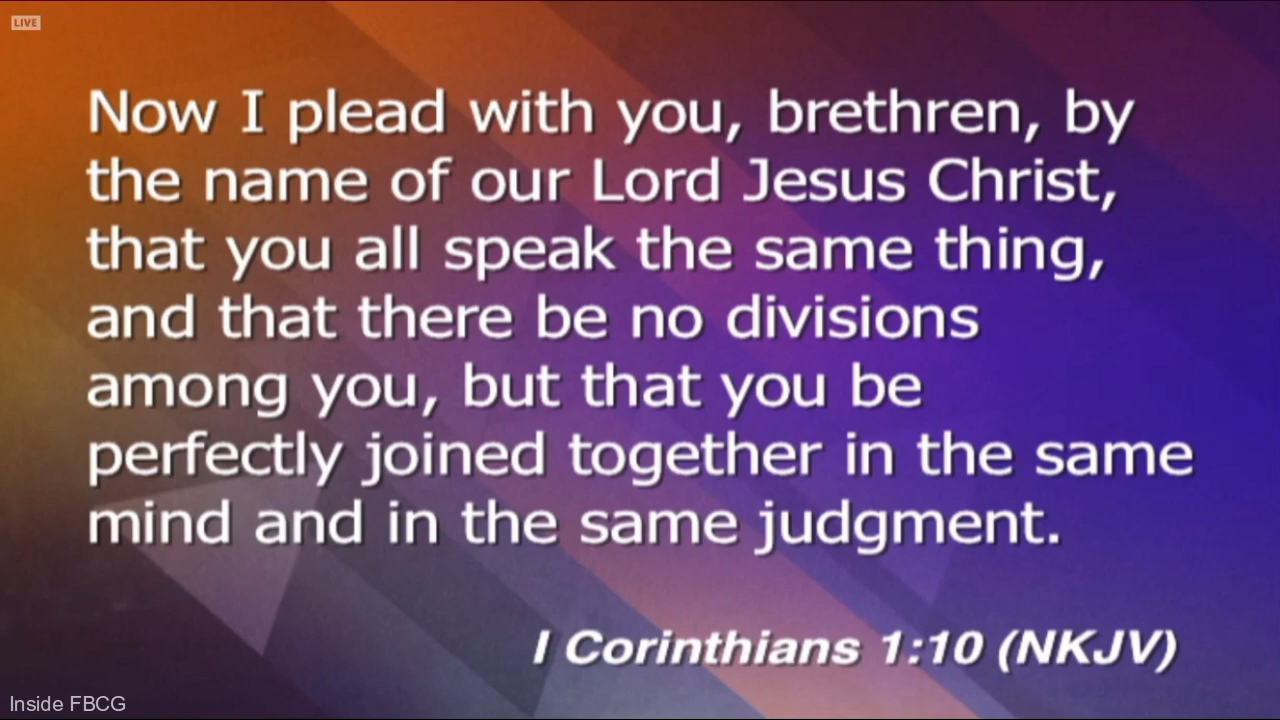 LIVE
Now I plead with you, brethren, by
the name of our Lord Jesus Christ,
that you all speak the same thing,
and that there be no divisions
among you, but that you be
perfectly joined together in the same
mind and in the same judgment.
I Corinthians 1:10 (NKJV)
Inside FBCG